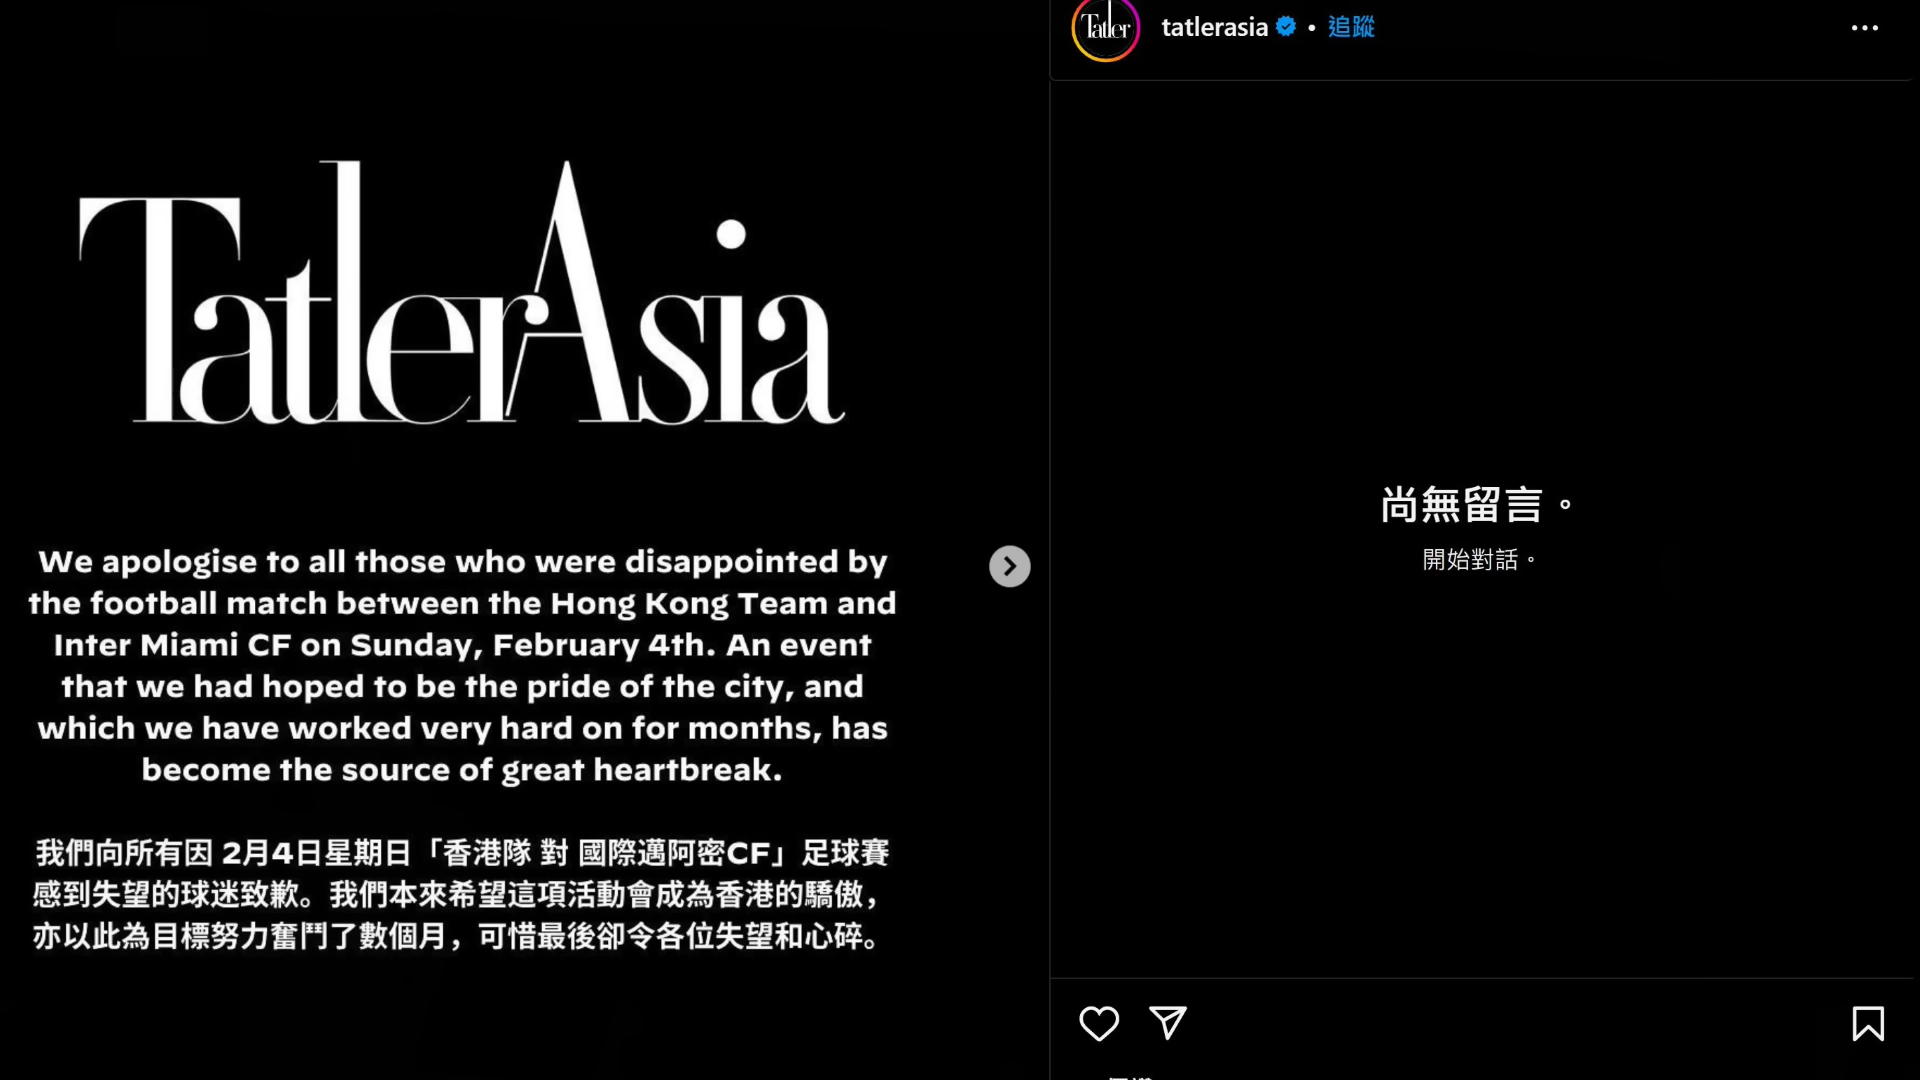 TatlerAsia
We apologise to all those who were disappointed by
the football match between the Hong Kong Team and
Inter Miami CF on Sunday, February 4th. An event
that we had hoped to be the pride of the city, and
which we have worked very hard on for months, has
become the source of great heartbreak.
我們向所有因 2月4日星期日「香港隊 對 國際邁阿密CF」足球賽
感到失望的球迷致歉。我們本來希望這項活動會成為香港的驕傲，
亦以此為目標努力奮鬥了數個月，可惜最後卻令各位失望和心碎。
Tatler
tatlerasia • 追蹤
尚無留言。
開始對話。